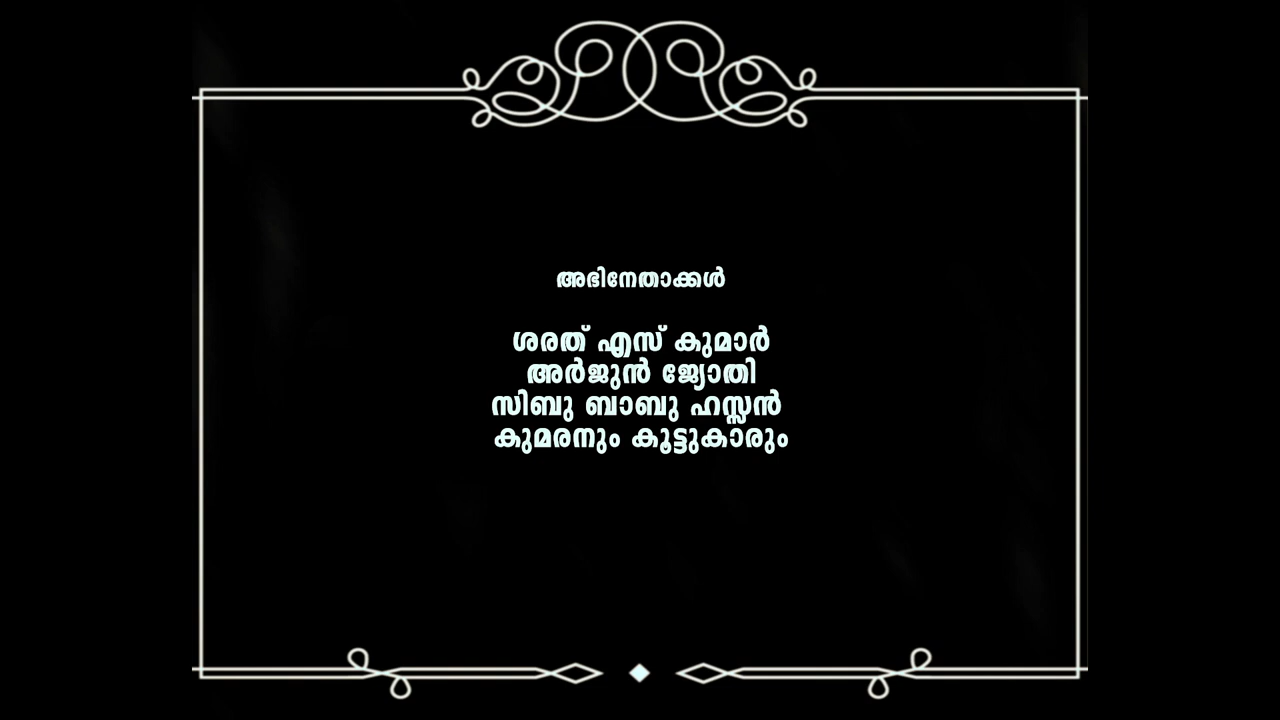 അഭിനേതാക്കൾ
ശരത് എസ് കുമാർ
അർജുൻ ജ്യോതി
സിബു ബാബു ഹസ്സൻ
കുമരനും കൂട്ടുകാരും